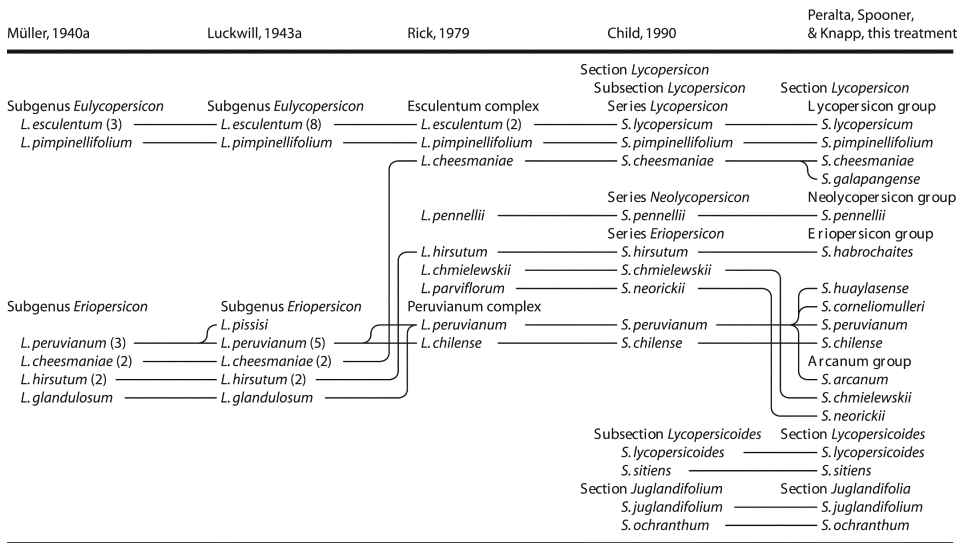 Peralta, Spooner,
Müller, 1940a Luckwill, 1943a Rick, 1979 Child, 1990 & Knapp, this treatment
Section Lycopersicon
Subsection Lycopersicon Section Lycopersicon
Subgenus Eulycopersicon Subgenus Eulycopersicon Esculentum complex Series Lycopersicon Lycopersicon group
L. esculentum (3) L. esculentum (8) L. esculentum (2) S. lycopersicum S. lycopersicum
L. pimpinellifolium L. pimpinellifolium L. pimpinellifolium S. pimpinellifolium S. pimpinellifolium
L. cheesmaniae S. cheesmaniae S. cheesmaniae
S. galapangense
Series Neolycopersicon Neolycopersicon group
L. pennellii S. pennellii S. pennellii
Series Eriopersicon Eriopersicon group
L. hirsutum S. hirsutum S. habrochaites
L. chmielewskii S. chmielewskii
L. parviflorum S. neorickii S. huaylasense
Subgenus Eriopersicon Subgenus Eriopersicon Peruvianum complex S. corneliomulleri
L. pissisi L. peruvianum S. peruvianum S. peruvianum
L. peruvianum (3) L. peruvianum (5) L. chilense S. chilense S. chilense
L. cheesmaniae (2) L. cheesmaniae (2) Arcanum group
L. hirsutum (2) L. hirsutum (2) S. arcanum
L. glandulosum L. glandulosum S. chmielewskii
S. neorickii
Subsection Lycopersicoides Section Lycopersicoides
S. lycopersicoides S. lycopersicoides
S. sitiens S. sitiens
Section Juglandifolium Section Juglandifolia
S. juglandifolium S. juglandifolium
S. ochranthum S. ochranthum